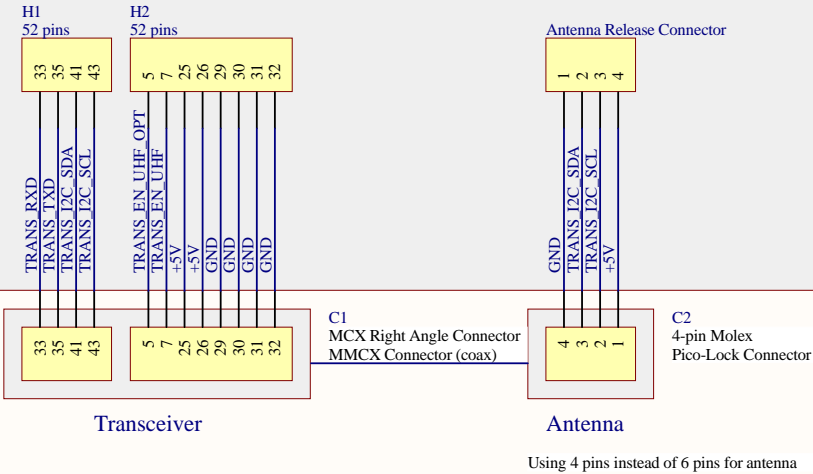 H1
52 pins
H2
52 pins
Antenna Release Connector
33 35 41 43
5 7 25 26 29 30 31 32
1 2 3 4
TRANS_RXD
TRANS_TXD
TRANS_I2C_SDA
TRANS_I2C_SCL
TRANS_EN_UHF_OPT
TRANS_EN_UHF
+5V
+5V
GND
GND
GND
GND
GND
TRANS_I2C_SDA
TRANS_I2C_SCL
+5V
33 35 41 43
5 7 25 26 29 30 31 32
C1
MCX Right Angle Connector
MMCX Connector (coax)
4 3 2 1
C2
4-pin Molex
Pico-Lock Connector
Transceiver
Antenna
Using 4 pins instead of 6 pins for antenna